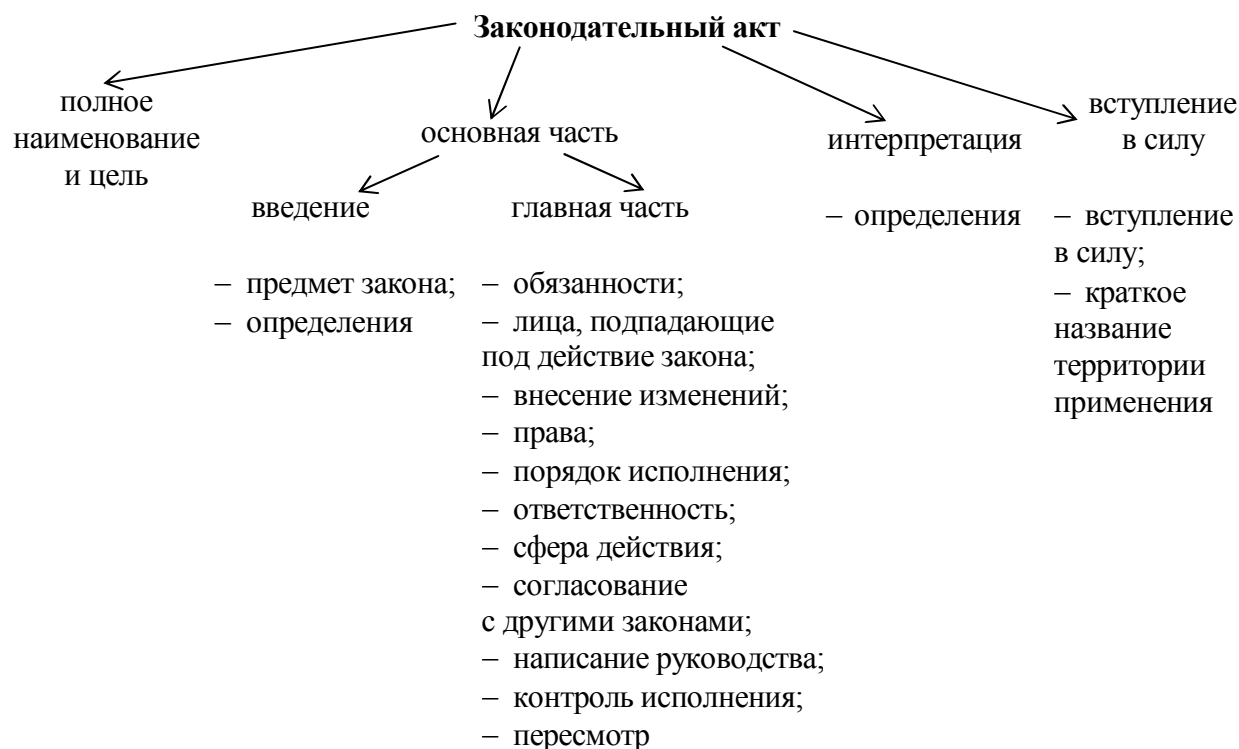 Законодательный акт
полное
наименование
и цель
основная часть
интерпретация
вступление
в силу
введение
главная часть
– предмет закона;
– определения
– обязанности;
– лица, подпадающие
под действие закона;
– внесение изменений;
– права;
– порядок исполнения;
– ответственность;
– сфера действия;
– согласование
с другими законами;
– написание руководства;
– контроль исполнения;
– пересмотр
– определения
– вступление
в силу;
– краткое
название
территории
применения